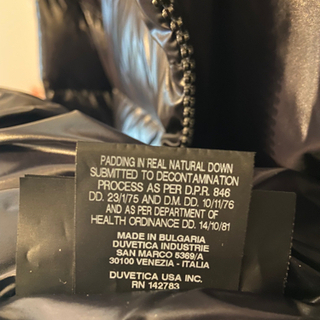 PADDING IN REAL NATURAL DOWN
SUBMITTED TO DECONTAMINATION
PROCESS AS PER D.P.R. 846
DD. 23/1/75 AND D.M. DD. 10/11/76
AND AS PER DEPARTMENT OF
HEALTH ORDINANCE DD. 14/10/81
MADE IN BULGARIA
DUVETICA INDUSTRIE
SAN MARCO 5369/A
30100 VENEZIA - ITALIA
DUVETICA USA INC.
RN 142783